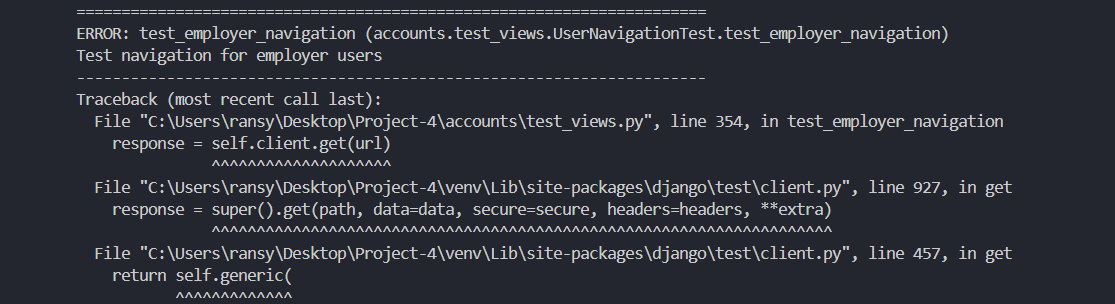 ======================================================================
ERROR: test_employer_navigation (accounts.test_views.UserNavigationTest.test_employer_navigation)
Test navigation for employer users
----------------------------------------------------------------------
Traceback (most recent call last):
  File "C:\Users\ransy\Desktop\Project-4\accounts\test_views.py", line 354, in test_employer_navigation
    response = self.client.get(url)
               ^^^^^^^^^^^^^^^^^^^^
  File "C:\Users\ransy\Desktop\Project-4\venv\Lib\site-packages\django\test\client.py", line 927, in get
    response = super().get(path, data=data, secure=secure, headers=headers, **extra)
               ^^^^^^^^^^^^^^^^^^^^^^^^^^^^^^^^^^^^^^^^^^^^^^^^^^^^^^^^^^^^^^^^^^^^^
  File "C:\Users\ransy\Desktop\Project-4\venv\Lib\site-packages\django\test\client.py", line 457, in get
    return self.generic(
           ^^^^^^^^^^^^^